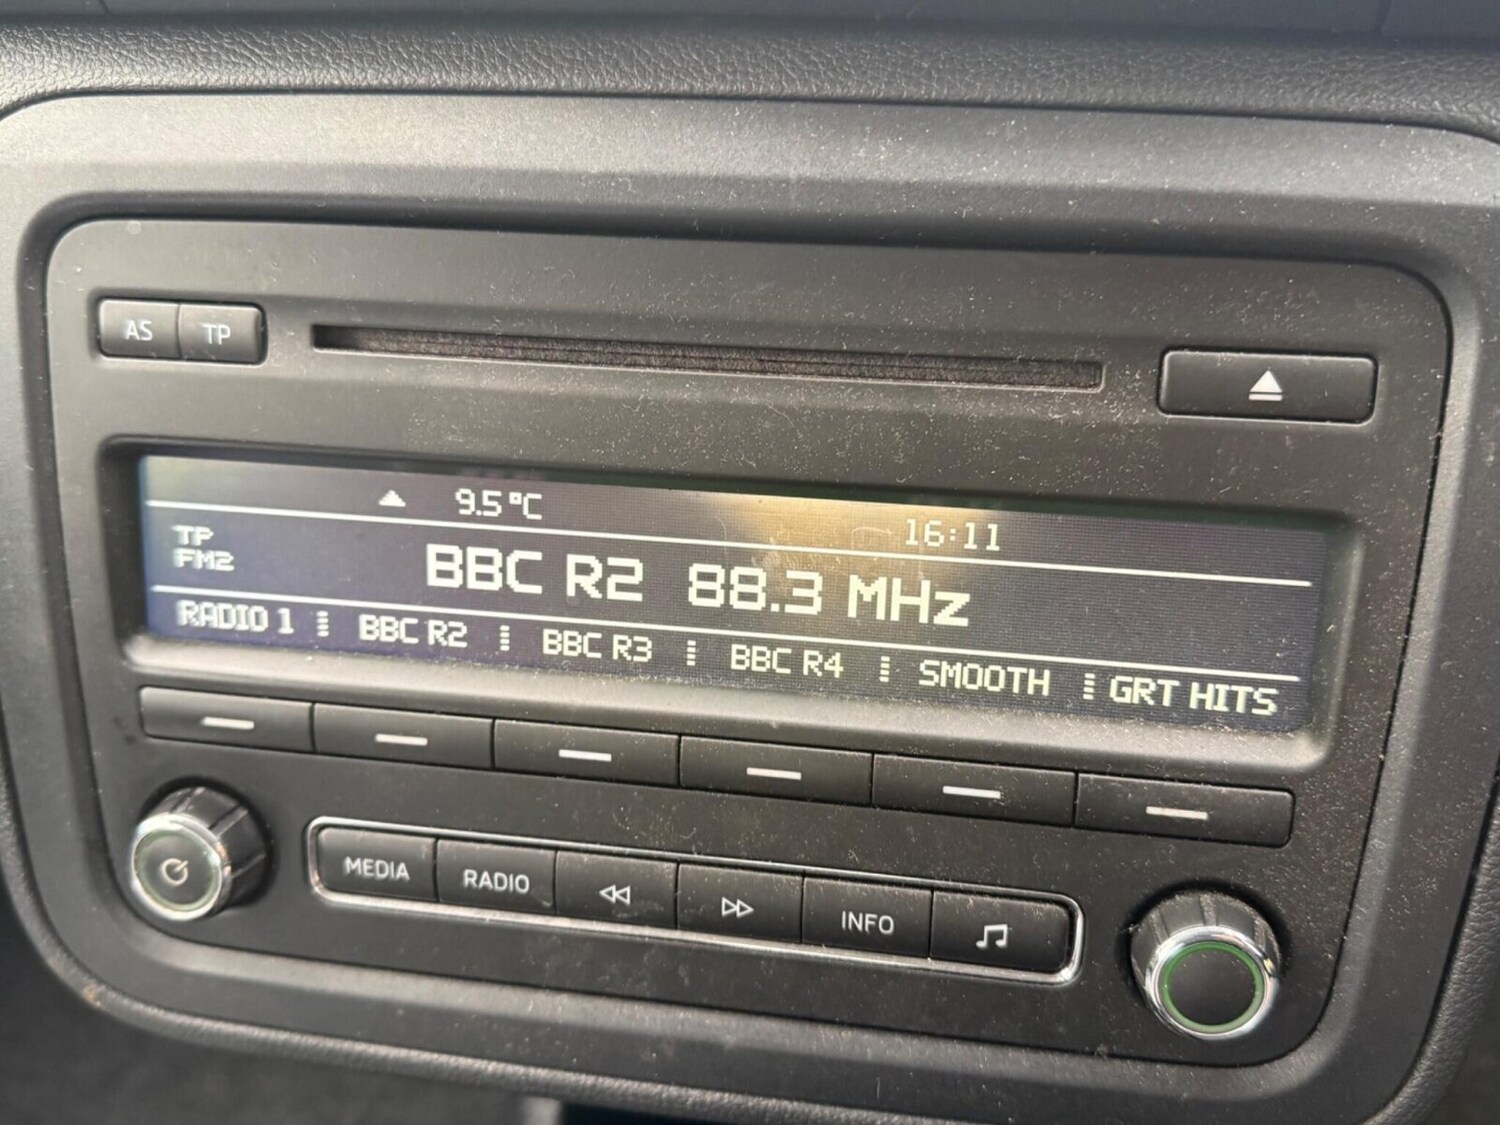 AS TP
9.5°C 16:11
TP
FM2
BBC R2 88.3 MHz
RADIO 1 BBC R2 BBC R3 BBC R4 SMOOTH GRT HITS
MEDIA RADIO INFO